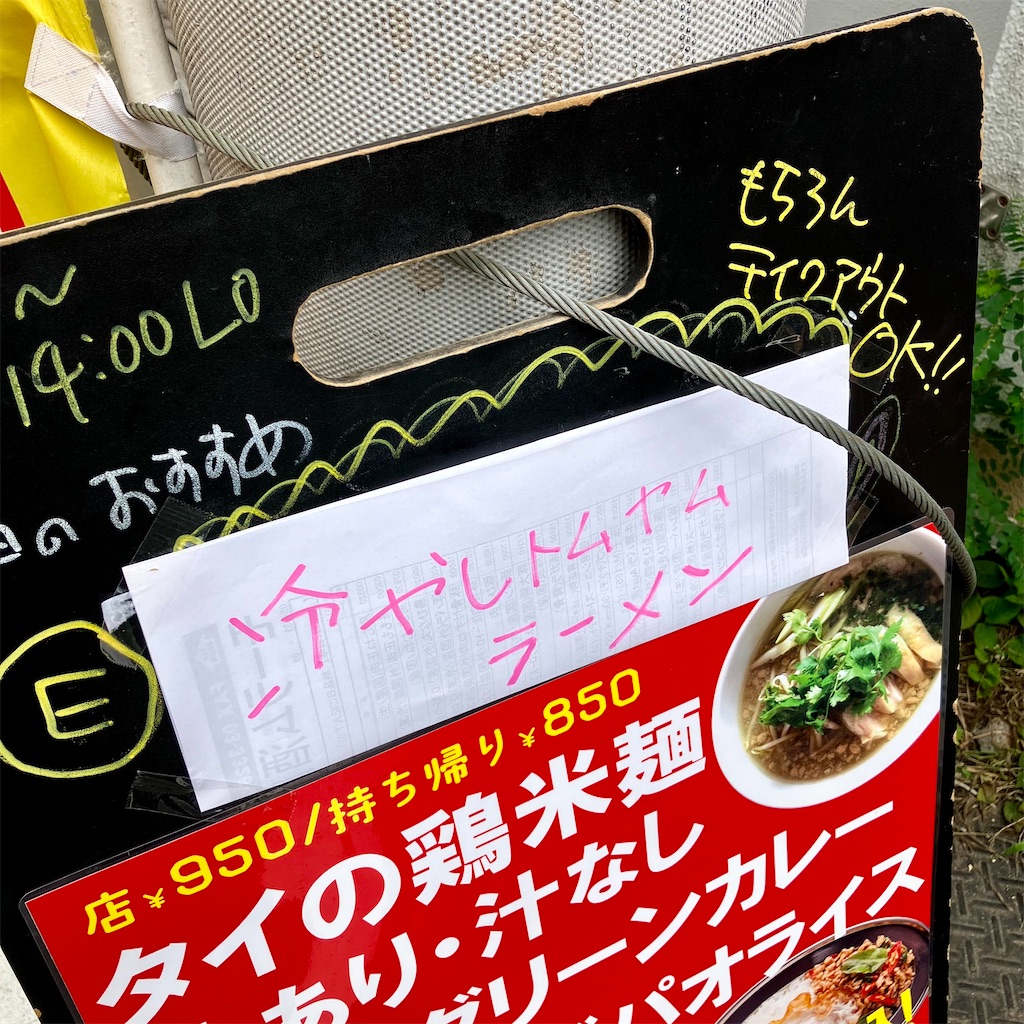 もちろん
テイクアウト
OK!!
～
14:00 LO
のおすすめ
E
冷やしトムヤム
ラーメン
店¥950/持ち帰り¥850
タイの鶏米麺
あり・汁なし
グリーンカレー
パオライス